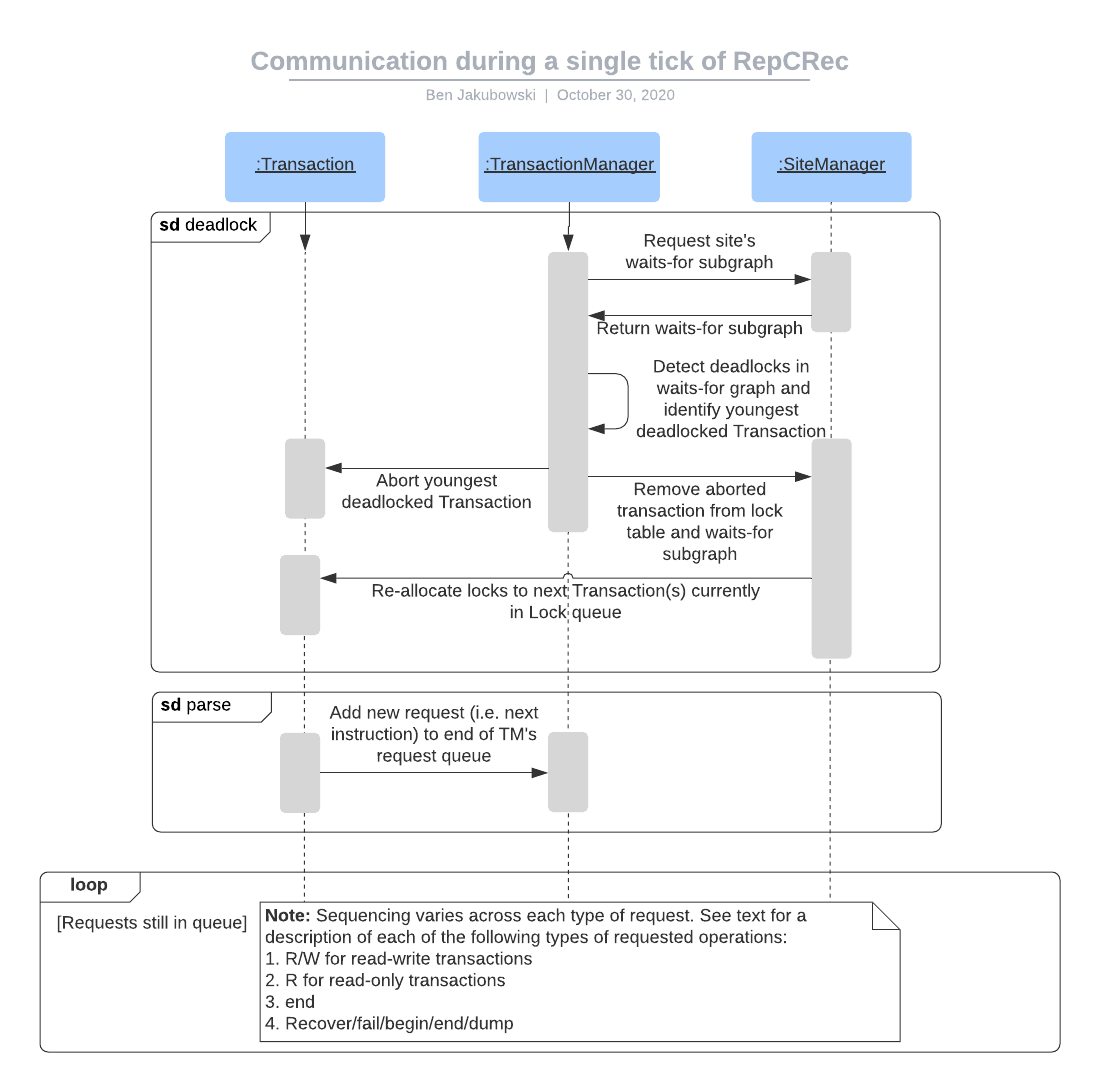 Communication during a single tick of RepCRec
Ben Jakubowski | October 30, 2020
:Transaction
:TransactionManager
:SiteManager
sd deadlock
Request site's
waits-for subgraph
Return waits-for subgraph
Detect deadlocks in
waits-for graph and
identify youngest
deadlocked Transaction
Abort youngest
deadlocked Transaction
Remove aborted
transaction from lock
table and waits-for
subgraph
Re-allocate locks to next Transaction(s) currently
in Lock queue
sd parse
Add new request (i.e. next
instruction) to end of TM's
request queue
loop
[Requests still in queue]
Note: Sequencing varies across each type of request. See text for a
description of each of the following types of requested operations:
1. R/W for read-write transactions
2. R for read-only transactions
3. end
4. Recover/fail/begin/end/dump